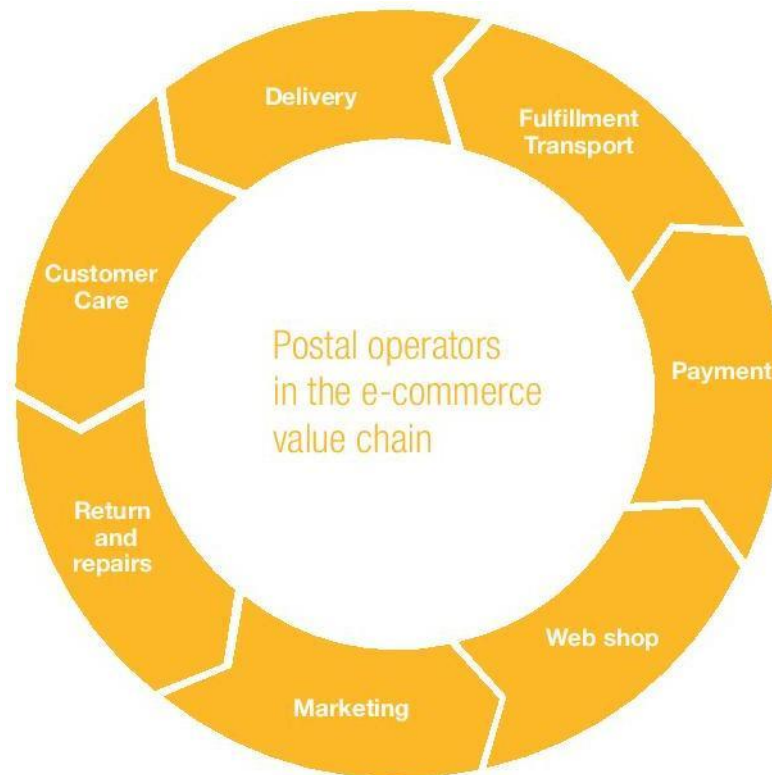 Delivery
Fulfillment
Transport
Customer
Care
Postal operators
in the e-commerce
value chain
Payment
Return
and
repairs
Web shop
Marketing